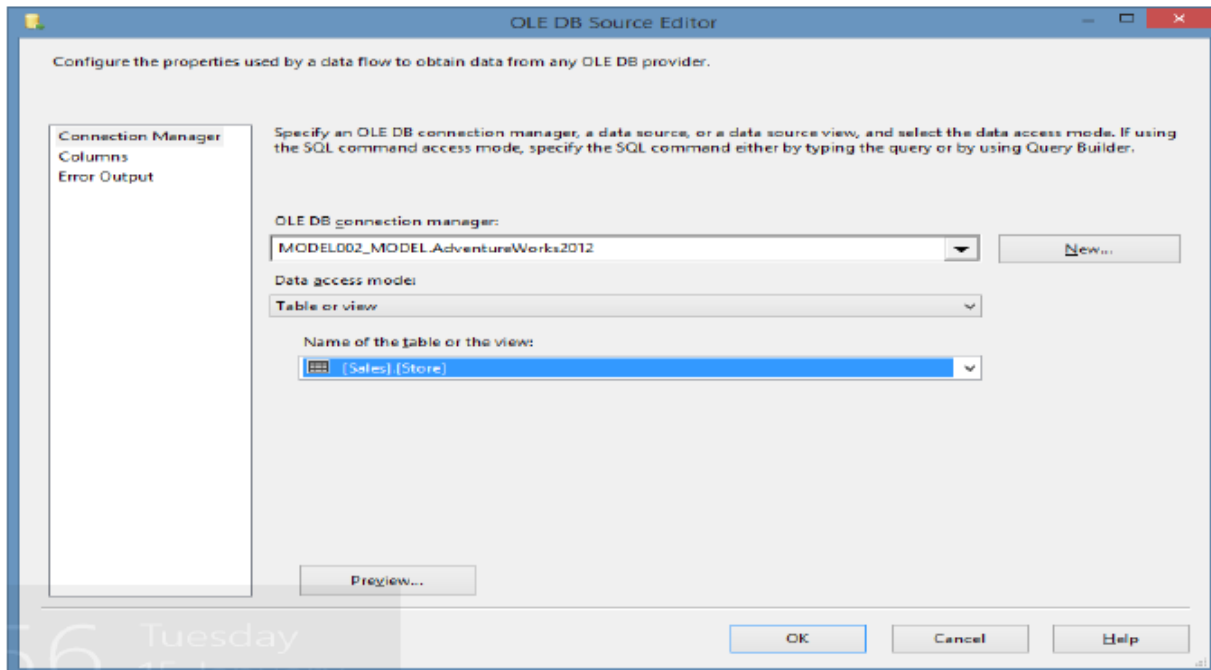 OLE DB Source Editor
Configure the properties used by a data flow to obtain data from any OLE DB provider.
Connection Manager
Columns
Error Output
Specify an OLE DB connection manager, a data source, or a data source view, and select the data access mode. If using
the SQL command access mode, specify the SQL command either by typing the query or by using Query Builder.
OLE DB connection manager:
MODEL002_MODEL.AdventureWorks2012
New...
Data access mode:
Table or view
Name of the table or the view:
[Sales].[Store]
Preview...
56 Tuesday
OK
Cancel
Help